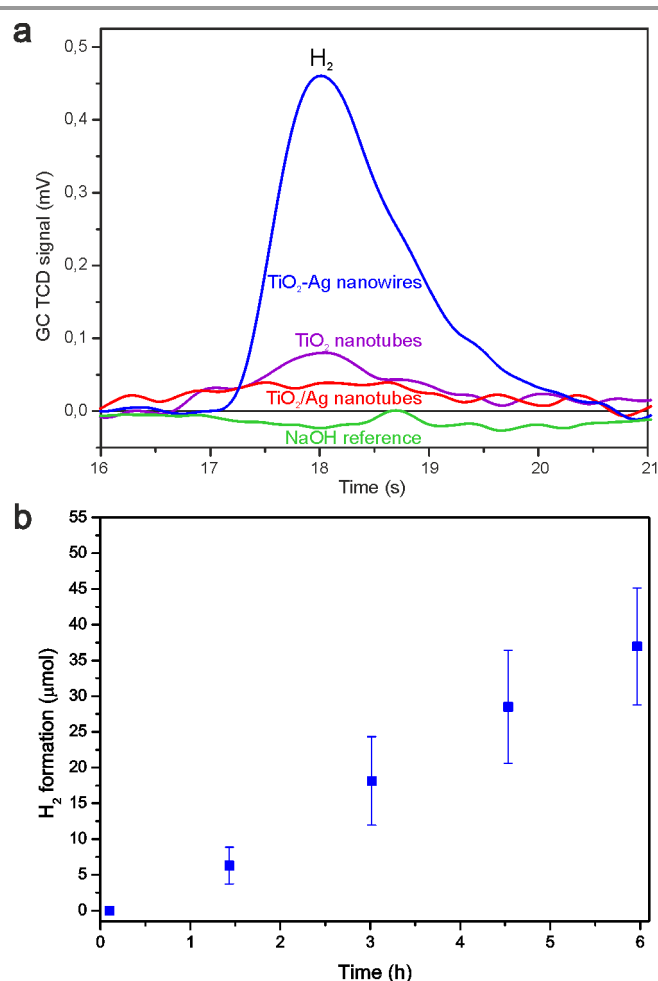 a
H₂
GC TCD signal (mV)
0,5
0,4
0,3
0,2
0,1
0,0
TiO₂-Ag nanowires
TiO₂ nanotubes
TiO₂/Ag nanotubes
NaOH reference
16 17 18 19 20 21
Time (s)
b
H₂ formation (μmol)
55
50
45
40
35
30
25
20
15
10
5
0
0 1 2 3 4 5 6
Time (h)